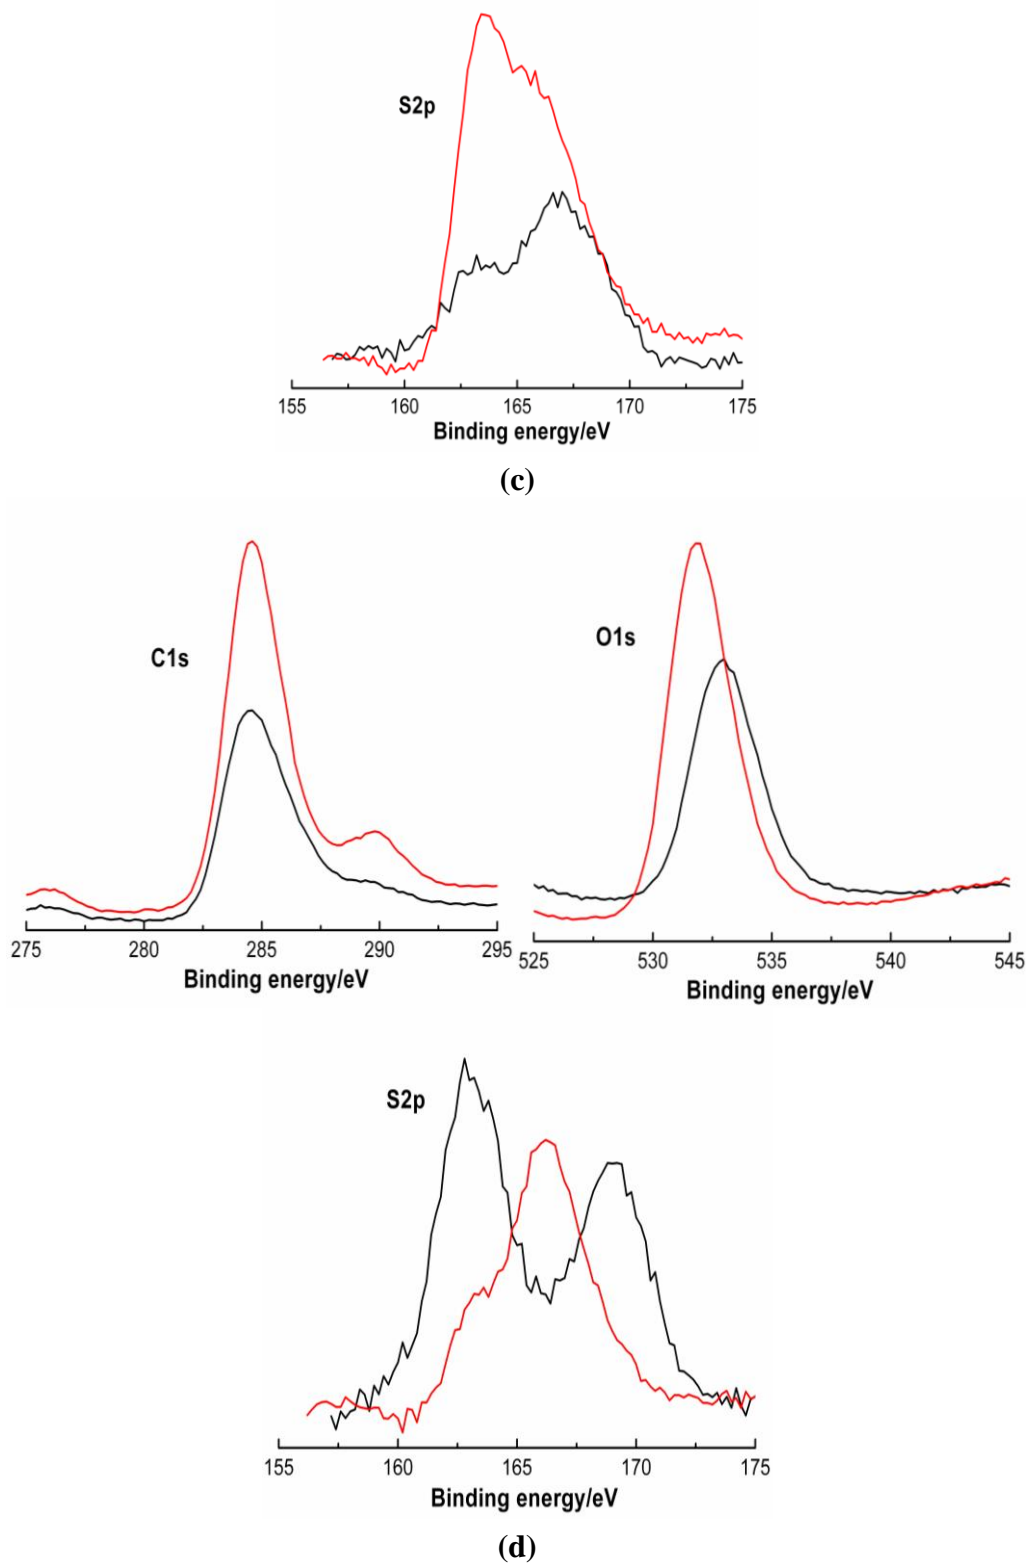 S2p
155 160 165 170 175
Binding energy/eV
(c)
C1s
275 280 285 290 295
Binding energy/eV
O1s
525 530 535 540 545
Binding energy/eV
S2p
155 160 165 170 175
Binding energy/eV
(d)